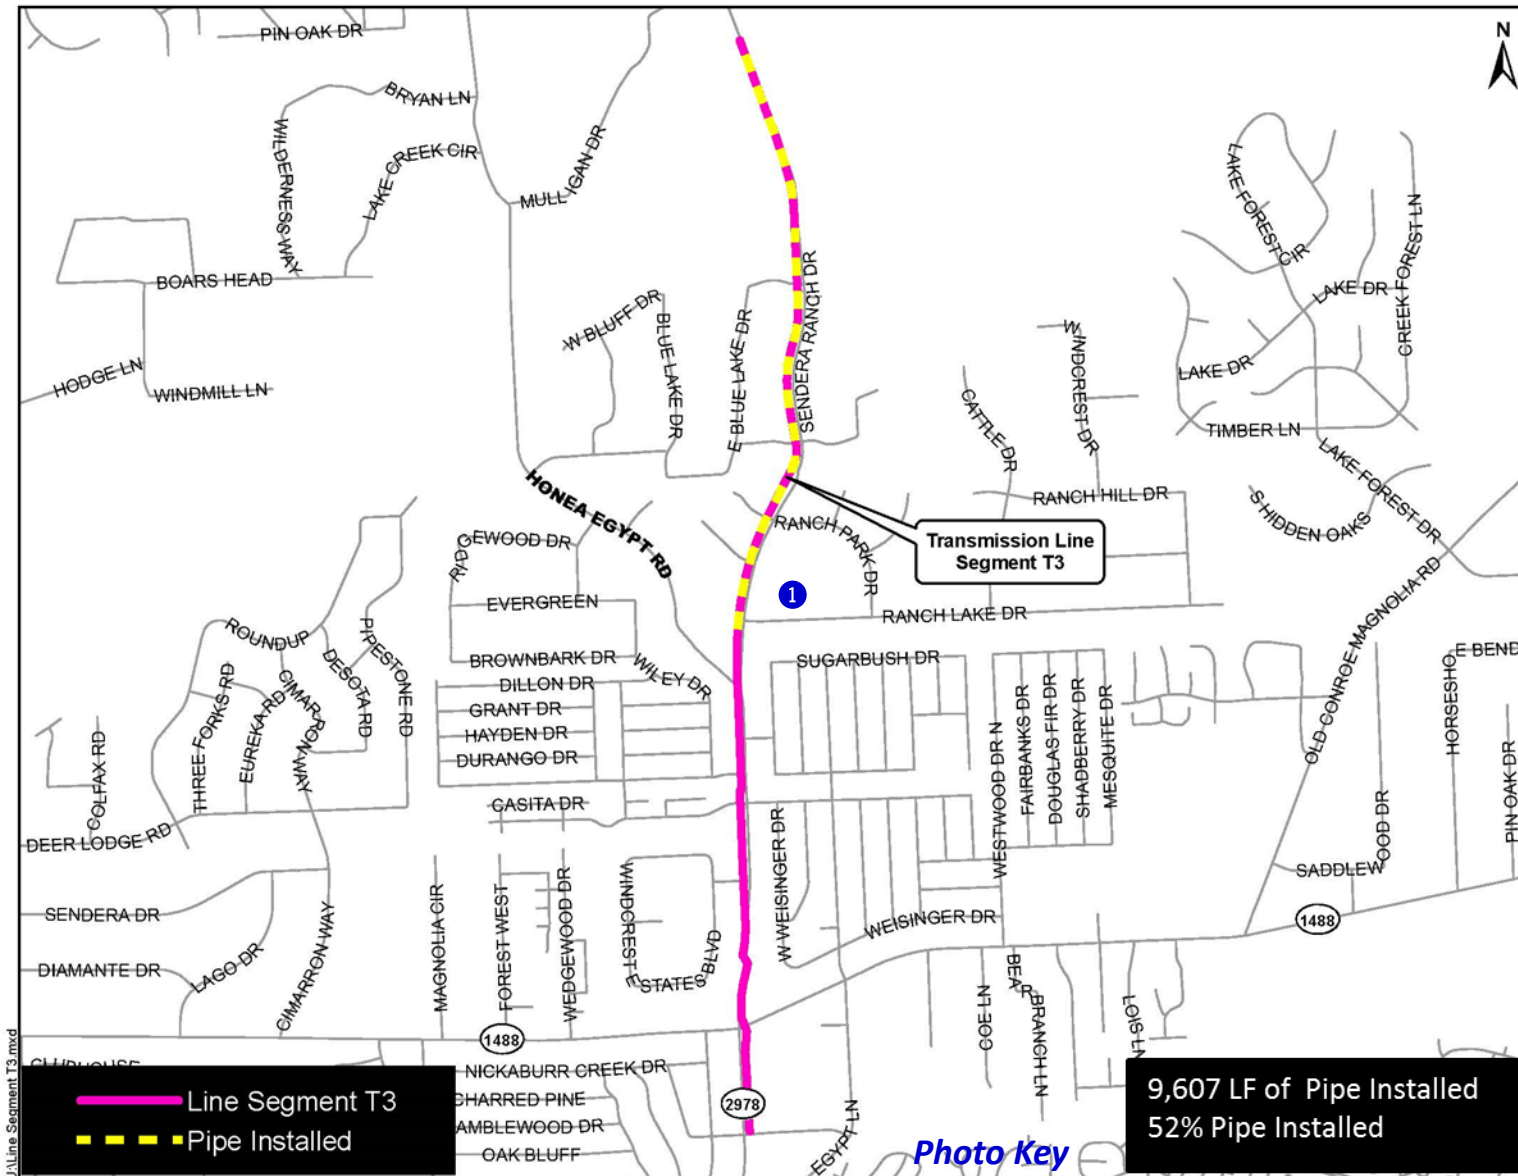 PIN OAK DR
N
BRYAN LN
WILDERNESS WAY
LAKE CREEK CIR
MULLIGAN DR
LAKE FOREST CIR
CREEK FOREST LN
BOARS HEAD
LAKE DR
W BLUFF DR
BLUE LAKE DR
E BLUE LAKE DR
SENDERA RANCH DR
WINDCREST DR
HODGE LN
WINDMILL LN
LAKE DR
CATTLE DR
TIMBER LN
LAKE FOREST DR
HONEA EGYPT RD
RANCH HILL DR
S HIDDEN OAKS
RIDGEWOOD DR
RANCH PARK DR
Transmission Line
Segment T3
1
EVERGREEN
RANCH LAKE DR
OLD CONROE MAGNOLIA RD
ROUNDUP
PIPESTONE RD
DESOTA RD
BROWNBARK DR
WILEY DR
SUGARBUSH DR
E BEND
HORSESHO
THREE FORKS RD
EUREKA RD
CIMARRON WAY
DILLON DR
GRANT DR
HAYDEN DR
DURANGO DR
WESTWOOD DR N
FAIRBANKS DR
DOUGLAS FIR DR
SHADBERRY DR
MESQUITE DR
COLFAX RD
CASITA DR
PIN OAK DR
DEER LODGE RD
W WEISINGER DR
SADDLEWOOD DR
SENDERA DR
MAGNOLIA CIR
FOREST WEST
WEDGEWOOD DR
WINDCREST ESTATES BLVD
WEISINGER DR
1488
DIAMANTE DR
LAGO DR
CIMARRON WAY
BEAR BRANCH LN
COE LN
LOIS LN
1488
NICKABURR CREEK DR
CHARRED PINE
AMBLEWOOD DR
OAK BLUFF
2978
EGYPT LN
J:\Line Segment T3.mxd
Line Segment T3
Pipe Installed
Photo Key
9,607 LF of Pipe Installed
52% Pipe Installed